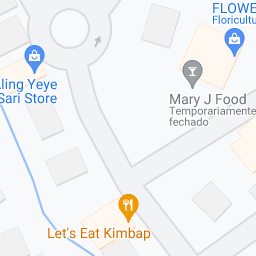 FLOWE
Floricultu
ling Yeye
Sari Store
Mary J Food
Temporariamente
fechado
Let's Eat Kimbap